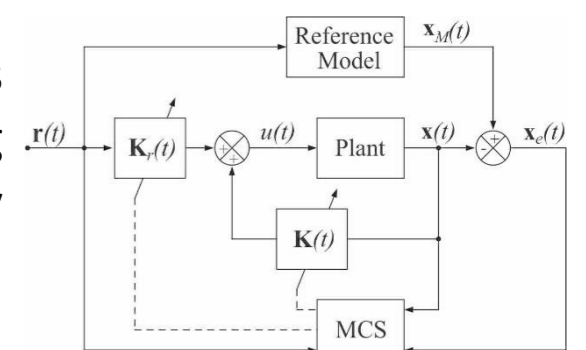 Reference
Model
x_M(t)
r(t)
K_r(t)
+
+
u(t)
Plant
x(t)
+
-
x_e(t)
K(t)
MCS